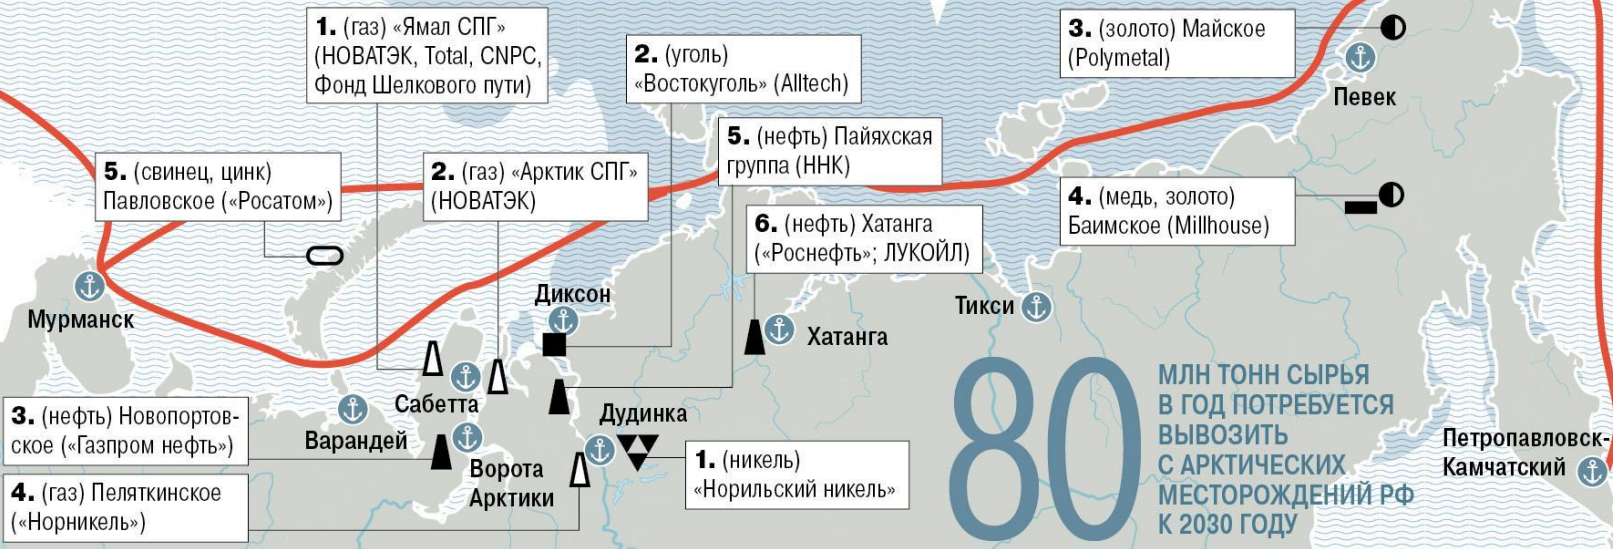 1. (газ) «Ямал СПГ»
(НОВАТЭК, Total, CNPC,
Фонд Шелкового пути)
2. (уголь)
«Востокуголь» (Alltech)
3. (золото) Майское
(Polymetal)
Певек
5. (свинец, цинк)
Павловское («Росатом»)
2. (газ) «Арктик СПГ»
(НОВАТЭК)
5. (нефть) Пайяхская
группа (ННК)
4. (медь, золото)
Баимское (Millhouse)
6. (нефть) Хатанга
(«Роснефть»; ЛУКОЙЛ)
Мурманск
Диксон
Тикси
Хатанга
Сабетта
Варандей
Ворота
Арктики
Дудинка
3. (нефть) Новопортов-
ское («Газпром нефть»)
4. (газ) Пеляткинское
(«Норникель»)
1. (никель)
«Норильский никель»
80
МЛН ТОНН СЫРЬЯ
В ГОД ПОТРЕБУЕТСЯ
ВЫВОЗИТЬ
С АРКТИЧЕСКИХ
МЕСТОРОЖДЕНИЙ РФ
К 2030 ГОДУ
Петропавловск-
Камчатский